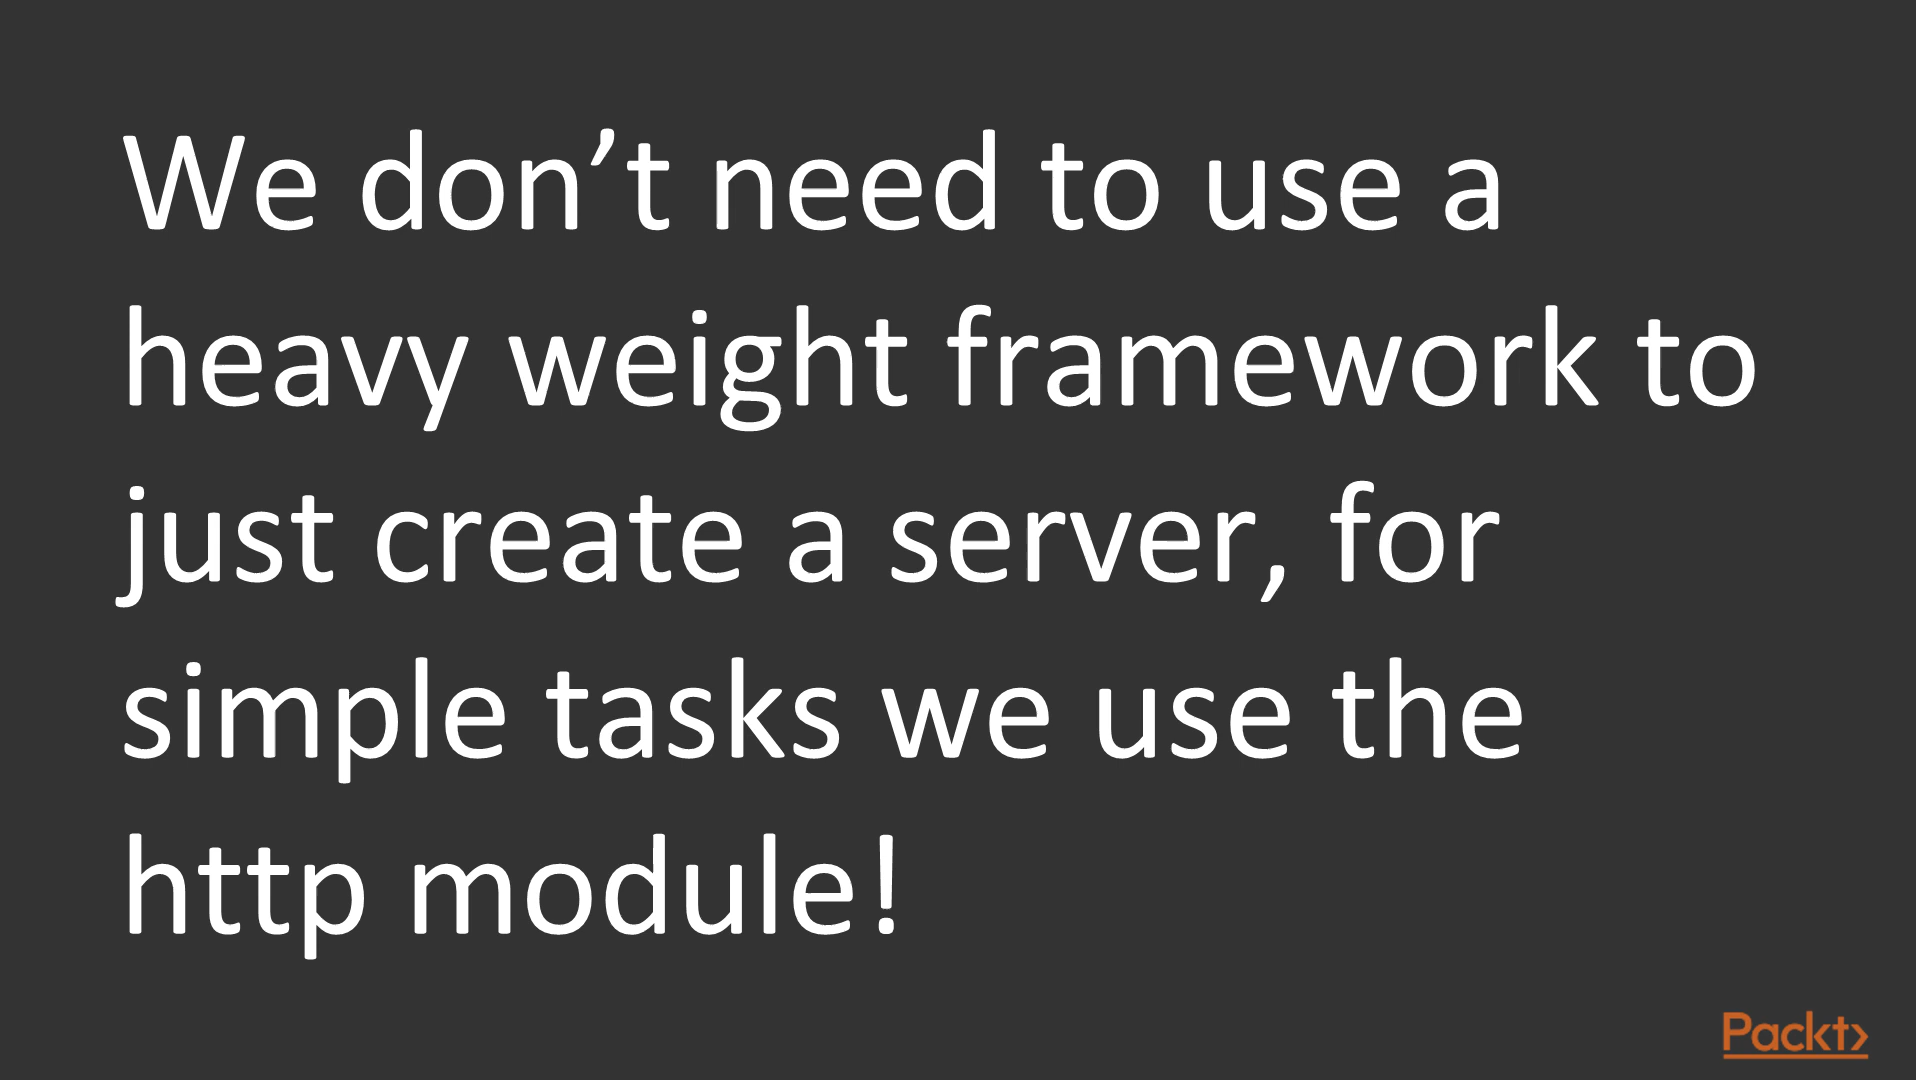 We don’t need to use a
heavy weight framework to
just create a server, for
simple tasks we use the
http module!
Packt>